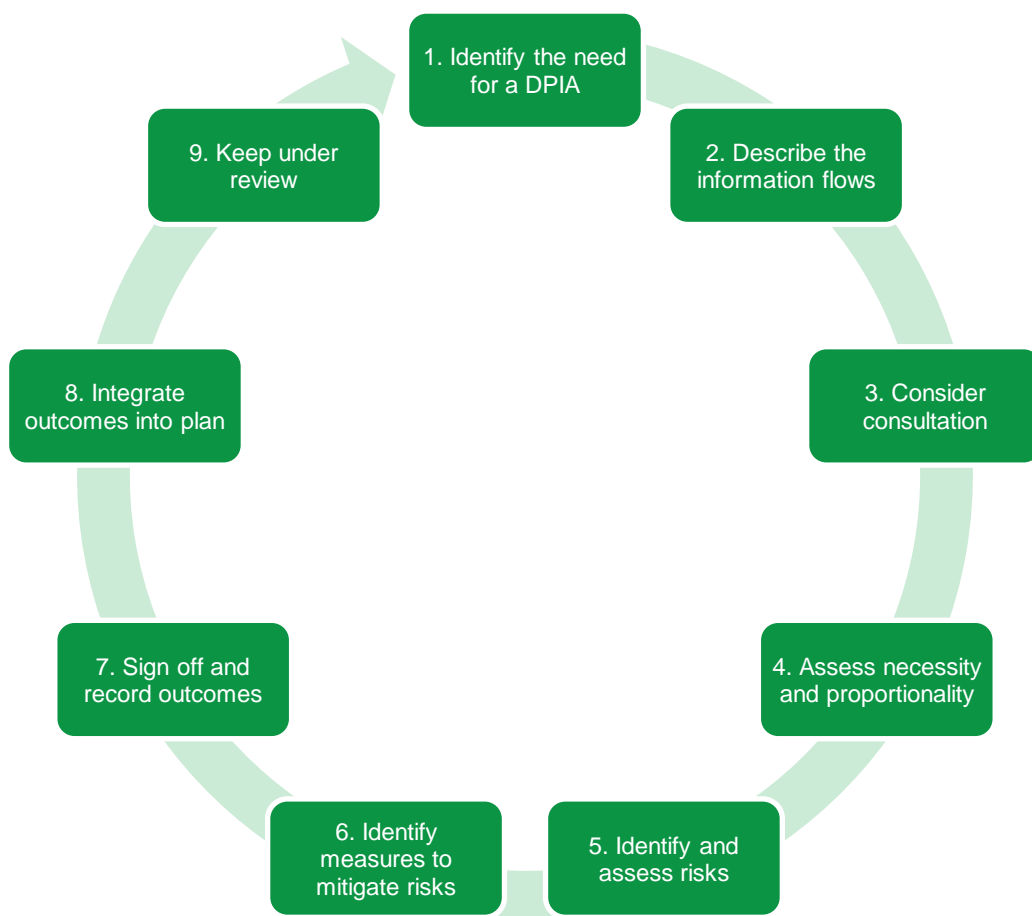 1. Identify the need
for a DPIA
2. Describe the
information flows
3. Consider
consultation
4. Assess necessity
and proportionality
5. Identify and
assess risks
6. Identify
measures to
mitigate risks
7. Sign off and
record outcomes
8. Integrate
outcomes into plan
9. Keep under
review